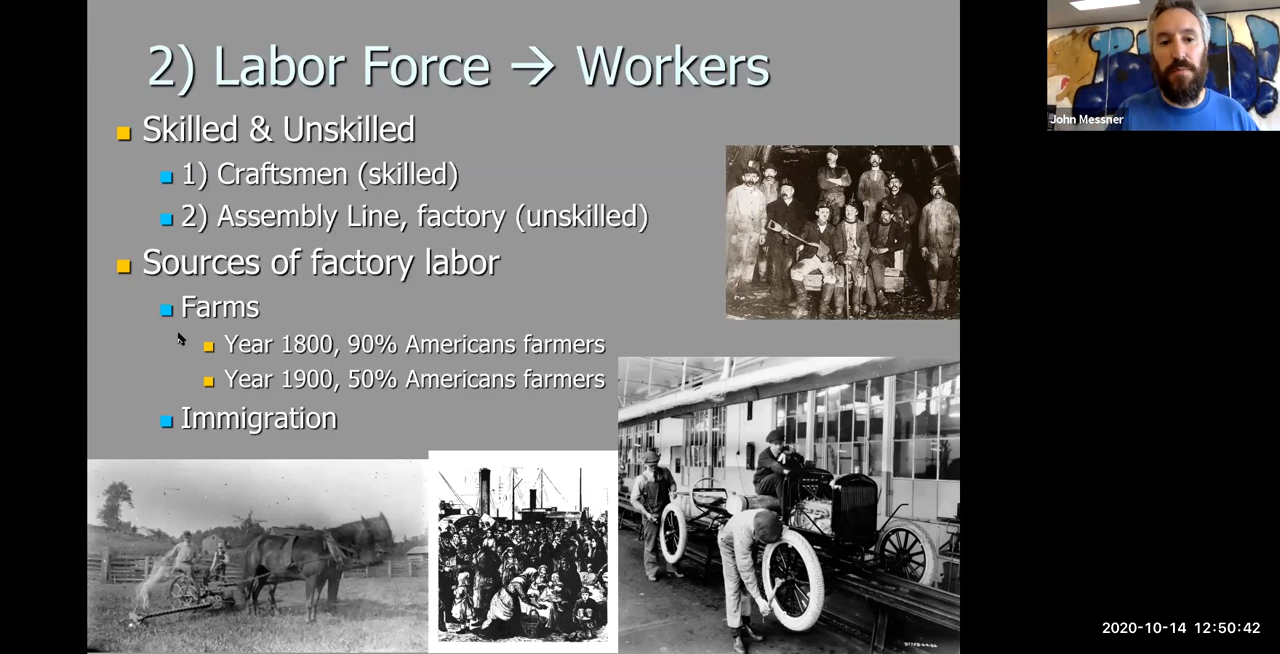 2) Labor Force → Workers
Skilled & Unskilled
1) Craftsmen (skilled)
2) Assembly Line, factory (unskilled)
Sources of factory labor
Farms
Year 1800, 90% Americans farmers
Year 1900, 50% Americans farmers
Immigration
John Messner
2020-10-14 12:50:42